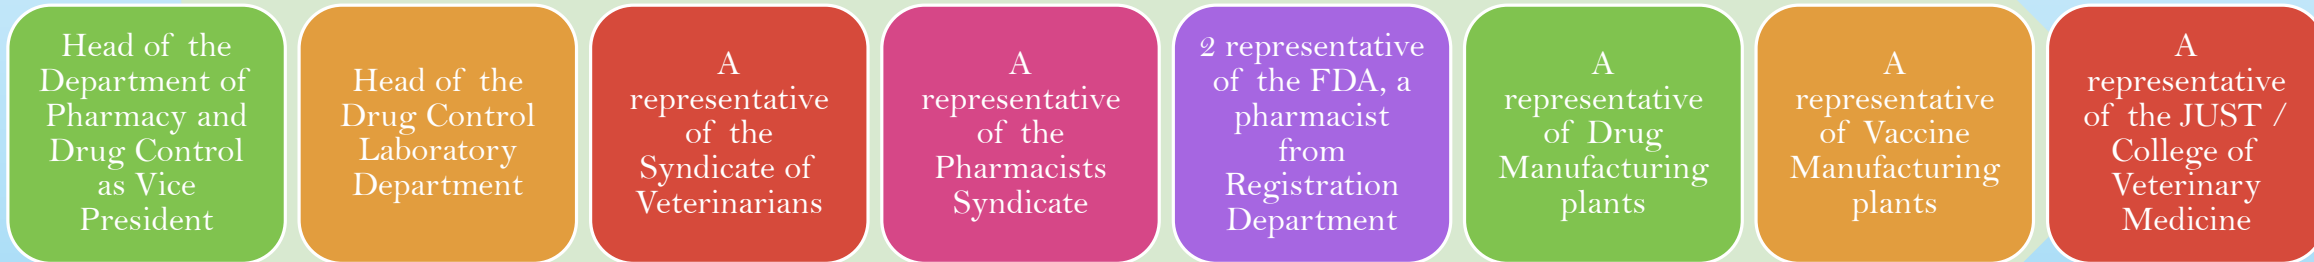 Head of the
Department of
Pharmacy and
Drug Control
as Vice
President
Head of the
Drug Control
Laboratory
Department
A
representative
of the
Syndicate of
Veterinarians
A
representative
of the
Pharmacists
Syndicate
2 representative
of the FDA, a
pharmacist
from
Registration
Department
A
representative
of Drug
Manufacturing
plants
A
representative
of Vaccine
Manufacturing
plants
A
representative
of the JUST /
College of
Veterinary
Medicine